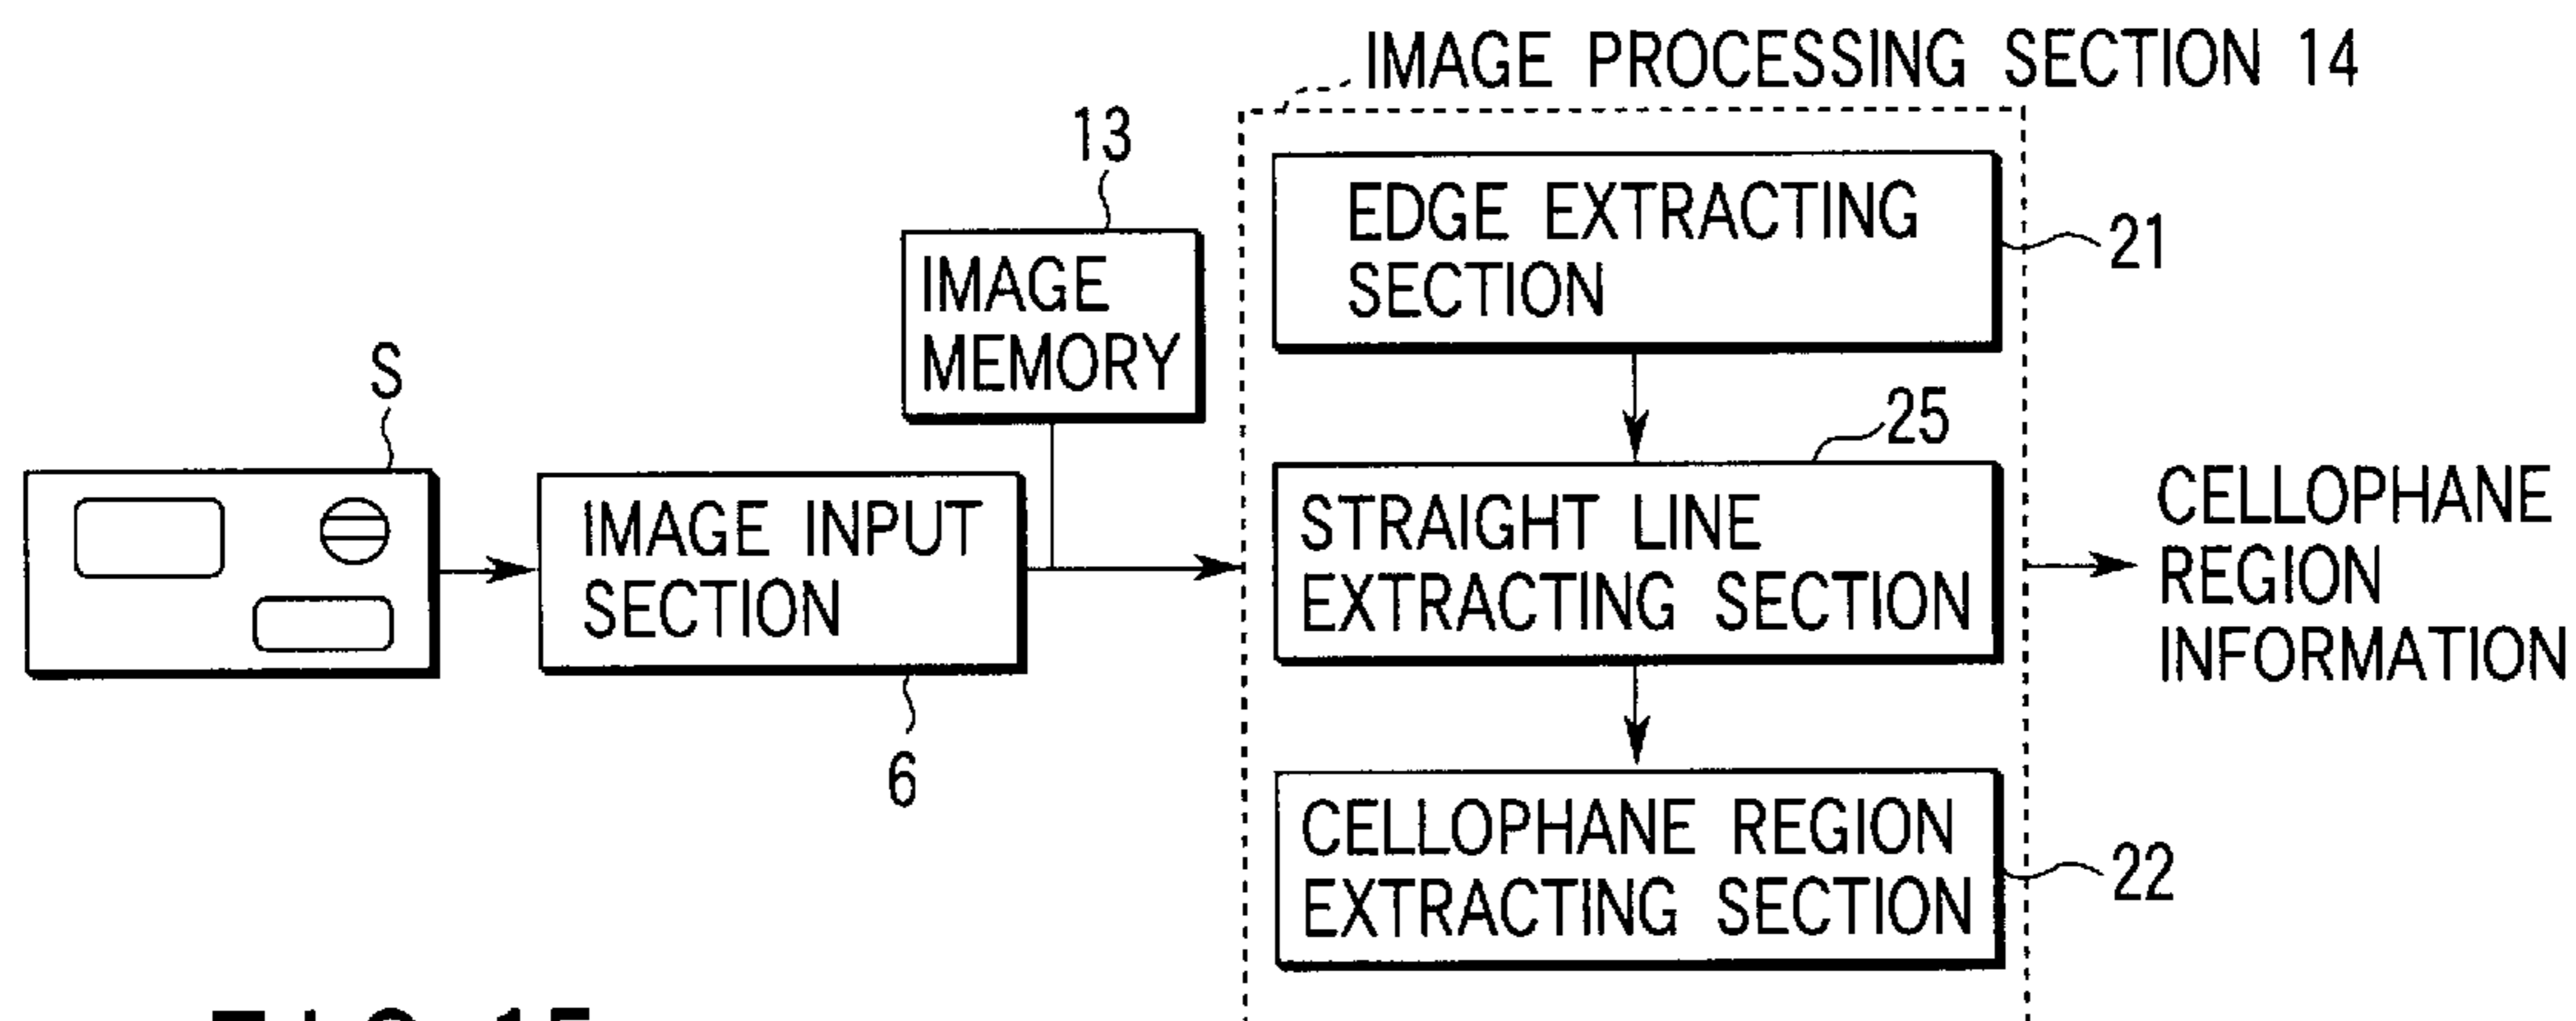 IMAGE PROCESSING SECTION 14
13
EDGE EXTRACTING
SECTION
21
IMAGE
MEMORY
S
25
IMAGE INPUT
SECTION
6
STRAIGHT LINE
EXTRACTING SECTION
CELLOPHANE
REGION
INFORMATION
CELLOPHANE REGION
EXTRACTING SECTION
22